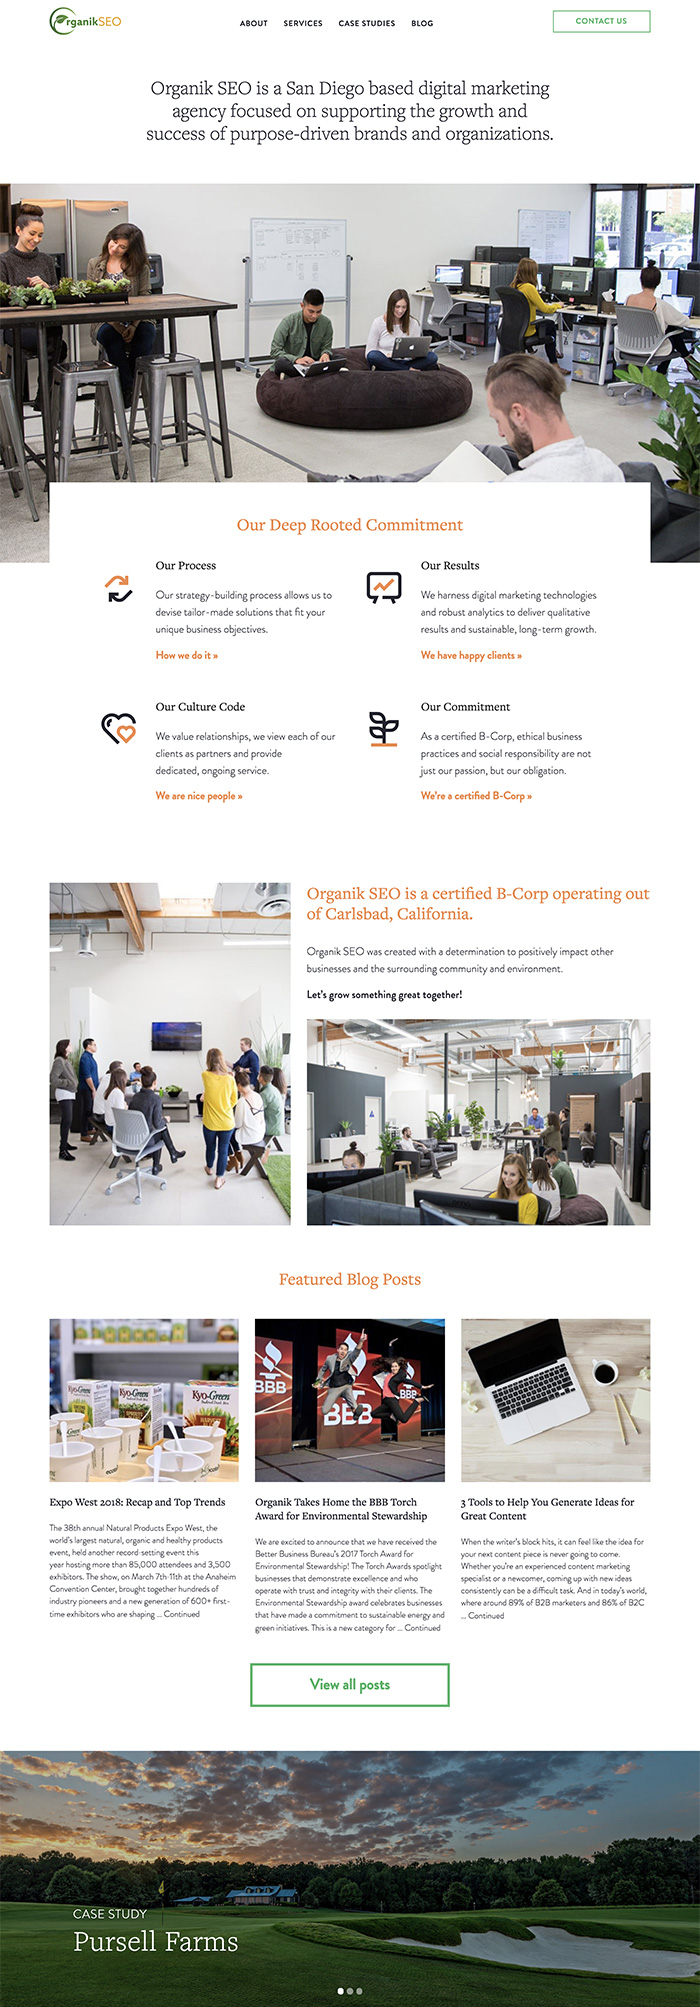 rganikSEO
ABOUT SERVICES CASE STUDIES BLOG
CONTACT US
Organik SEO is a San Diego based digital marketing
agency focused on supporting the growth and
success of purpose-driven brands and organizations.
Our Deep Rooted Commitment
Our Process
Our strategy-building process allows us to
devise tailor-made solutions that fit your
unique business objectives.
How we do it »
Our Results
We harness digital marketing technologies
and robust analytics to deliver qualitative
results and sustainable, long-term growth.
We have happy clients »
Our Culture Code
We value relationships, we view each of our
clients as partners and provide
dedicated, ongoing service.
We are nice people »
Our Commitment
As a certified B-Corp, ethical business
practices and social responsibility are not
just our passion, but our obligation.
We're a certified B-Corp »
Organik SEO is a certified B-Corp operating out
of Carlsbad, California.
Organik SEO was created with a determination to positively impact other
businesses and the surrounding community and environment.
Let's grow something great together!
Featured Blog Posts
Kyo-Green
Kyo-Green
BBB
BBB
BBB
Expo West 2018: Recap and Top Trends
The 38th annual Natural Products Expo West, the
world's largest natural, organic and healthy products
event, held another record-setting event this
year hosting more than 85,000 attendees and 3,500
exhibitors. The show, on March 7th-11th at the Anaheim
Convention Center, brought together hundreds of
industry pioneers and a new generation of 600+ first-
time exhibitors who are shaping ... Continued
Organik Takes Home the BBB Torch
Award for Environmental Stewardship
We are excited to announce that we have received the
Better Business Bureau's 2017 Torch Award for
Environmental Stewardship! The Torch Awards spotlight
businesses that demonstrate excellence and who
operate with trust and integrity with their clients. The
Environmental Stewardship award celebrates businesses
that have made a commitment to sustainable energy and
green initiatives. This is a new category for ... Continued
3 Tools to Help You Generate Ideas for
Great Content
When the writer's block hits, it can feel like the idea for
your next content piece is never going to come.
Whether you're an experienced content marketing
specialist or a newcomer, coming up with new ideas
consistently can be a difficult task. And in today's world,
where around 89% of B2B marketers and 86% of B2C
... Continued
View all posts
CASE STUDY
Pursell Farms